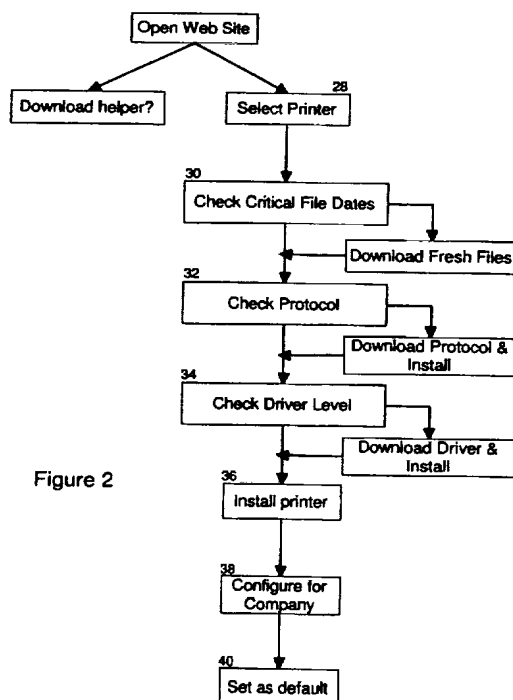 Open Web Site
Download helper?
28
Select Printer
30
Check Critical File Dates
Download Fresh Files
32
Check Protocol
Download Protocol &
Install
34
Check Driver Level
Download Driver &
Install
Figure 2
36
Install printer
38
Configure for
Company
40
Set as default